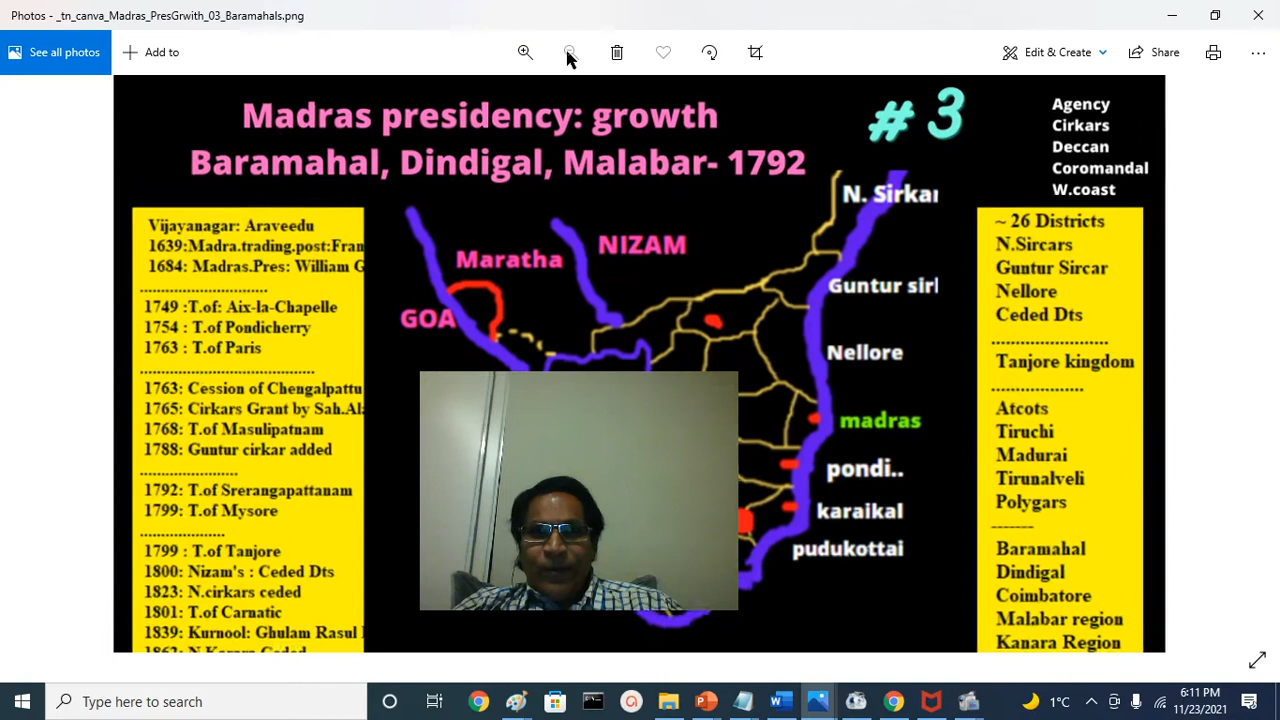 Photos - _tn_canva_Madras_PresGrwith_03_Baramahals.png
See all photos
Add to
Edit & Create
Share
Madras presidency: growth
Baramahal, Dindigal, Malabar- 1792
# 3
Agency
Cirkars
Deccan
Coromandal
W.coast
Vijayanagar: Araveedu
1639:Madra.trading.post:Fran
1684: Madras.Pres: William G
..............................
1749 :T.of: Aix-la-Chapelle
1754 : T.of Pondicherry
1763 : T.of Paris
.........................................
1763: Cession of Chengalpattu
1765: Cirkars Grant by Sah.Al
1768: T.of Masulipatnam
1788: Guntur cirkar added
.......................
1792: T.of Srerangapattanam
1799: T.of Mysore
....................
1799 : T.of Tanjore
1800: Nizam's : Ceded Dts
1823: N.cirkars ceded
1801: T.of Carnatic
1839: Kurnool: Ghulam Rasul
1862: N.Karara Ceded
Maratha
NIZAM
GOA
N. Sirkar
Guntur sirl
Nellore
madras
pondi..
karaikal
pudukottai
~ 26 Districts
N.Sircars
Guntur Sircar
Nellore
Ceded Dts
............................
Tanjore kingdom
......................
Atcots
Tiruchi
Madurai
Tirunalveli
Polygars
-------
Baramahal
Dindigal
Coimbatore
Malabar region
Kanara Region
Type here to search
1°C
6:11 PM
11/23/2021